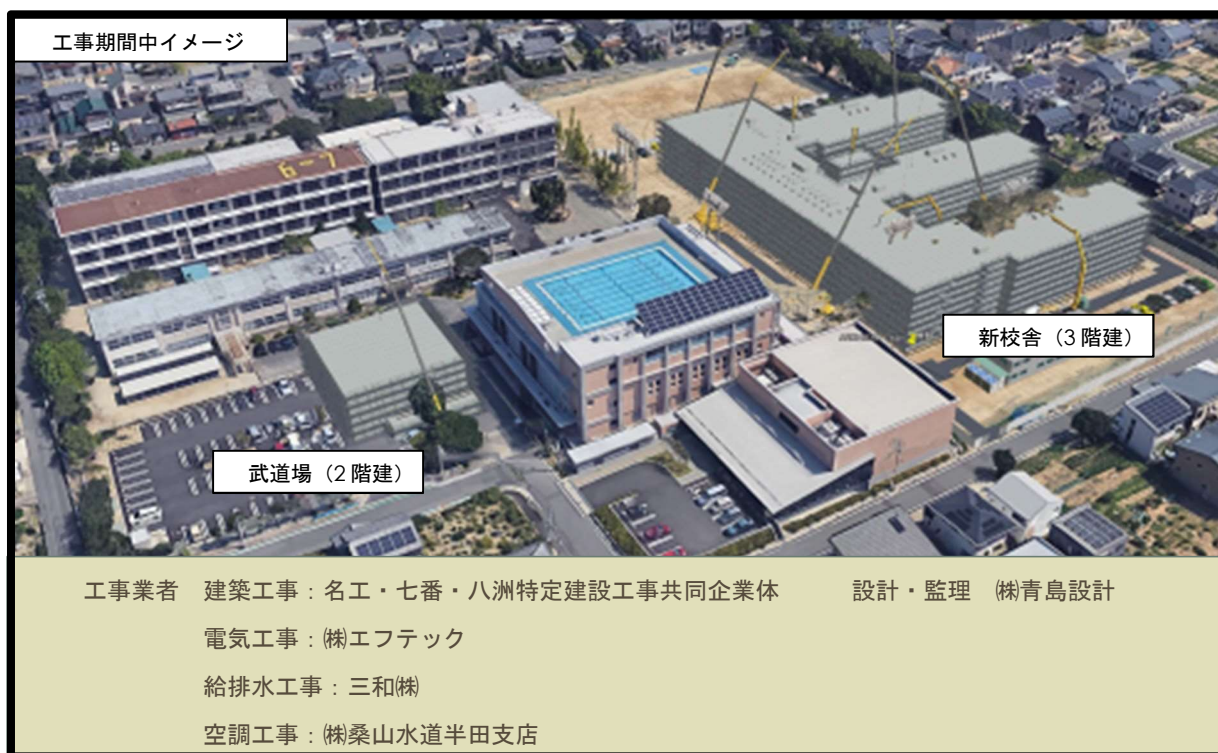 工事期間中イメージ
6-7
新校舎（3階建）
武道場（2階建）
工事業者　建築工事：名工・七番・八洲特定建設工事共同企業体　設計・監理　㈱青島設計
電気工事：㈱エフテック
給排水工事：三和㈱
空調工事：㈱桑山水道半田支店